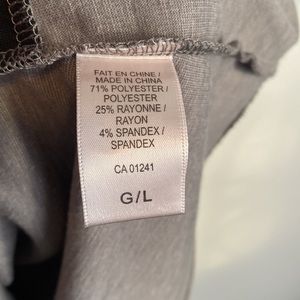 FAIT EN CHINE /
MADE IN CHINA
71% POLYESTER /
POLYESTER
25% RAYONNE /
RAYON
4% SPANDEX /
SPANDEX
CA 01241
G/L